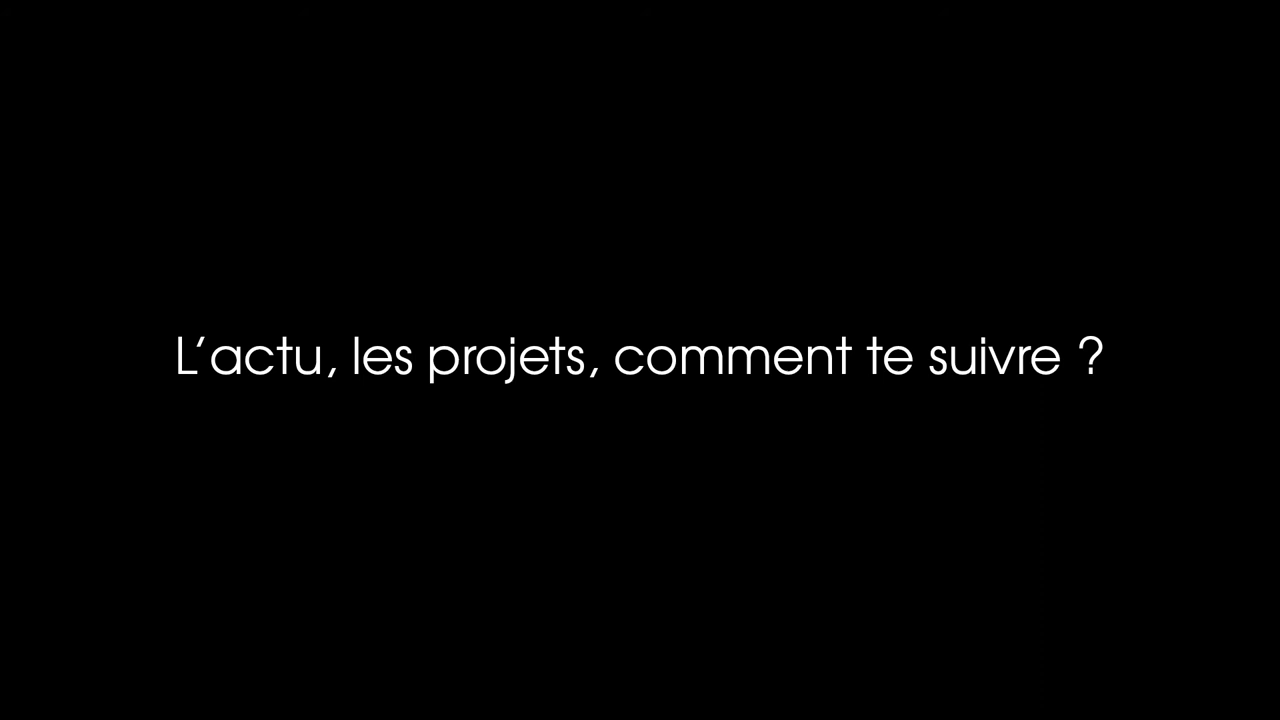 L’actu, les projets, comment te suivre ?